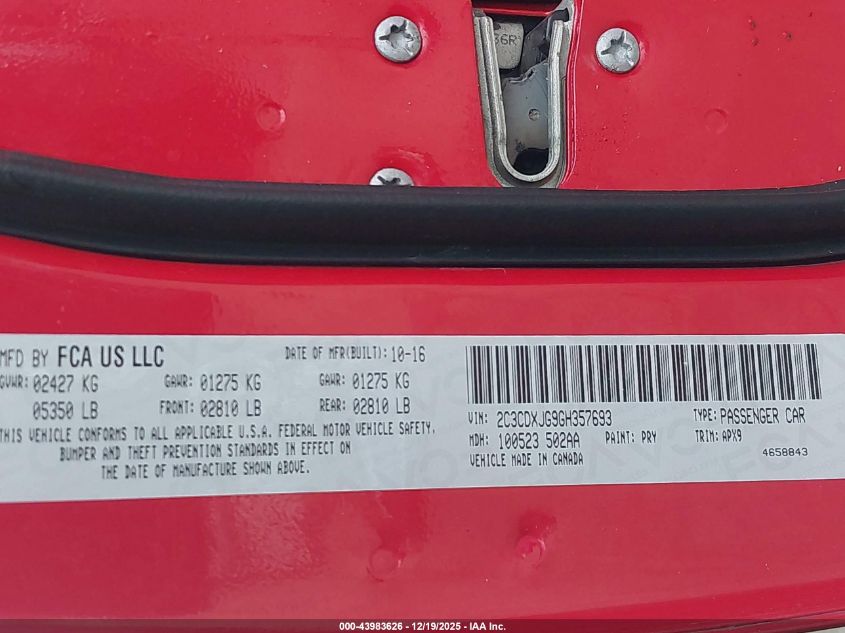 36R
MFD BY FCA US LLC DATE OF MFR(BUILT): 10-16
GVWR: 02427 KG GAWR: 01275 KG GAWR: 01275 KG
05350 LB FRONT: 02810 LB REAR: 02810 LB
THIS VEHICLE CONFORMS TO ALL APPLICABLE U.S.A. FEDERAL MOTOR VEHICLE SAFETY,
BUMPER AND THEFT PREVENTION STANDARDS IN EFFECT ON
THE DATE OF MANUFACTURE SHOWN ABOVE.
VIN: 2C3CDXJG9GH357693 TYPE: PASSENGER CAR
MDH: 100523 502AA PAINT: PRY TRIM: APX9
VEHICLE MADE IN CANADA 4658843
000-43983626 - 12/19/2025 - IAA Inc.